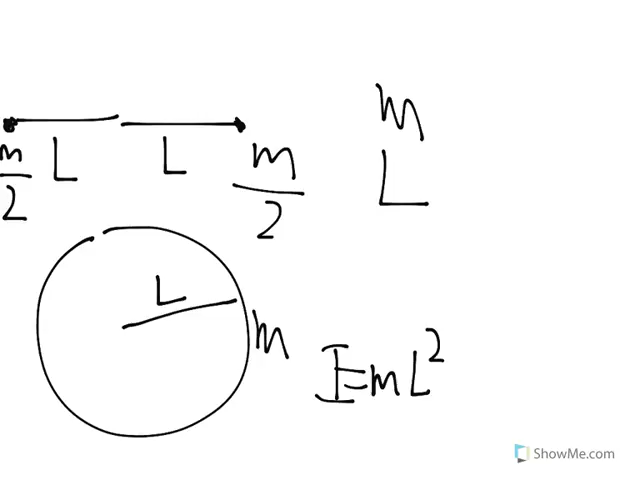 m
m/2 L L m/2 L
L
m
I=mL²
ShowMe.com